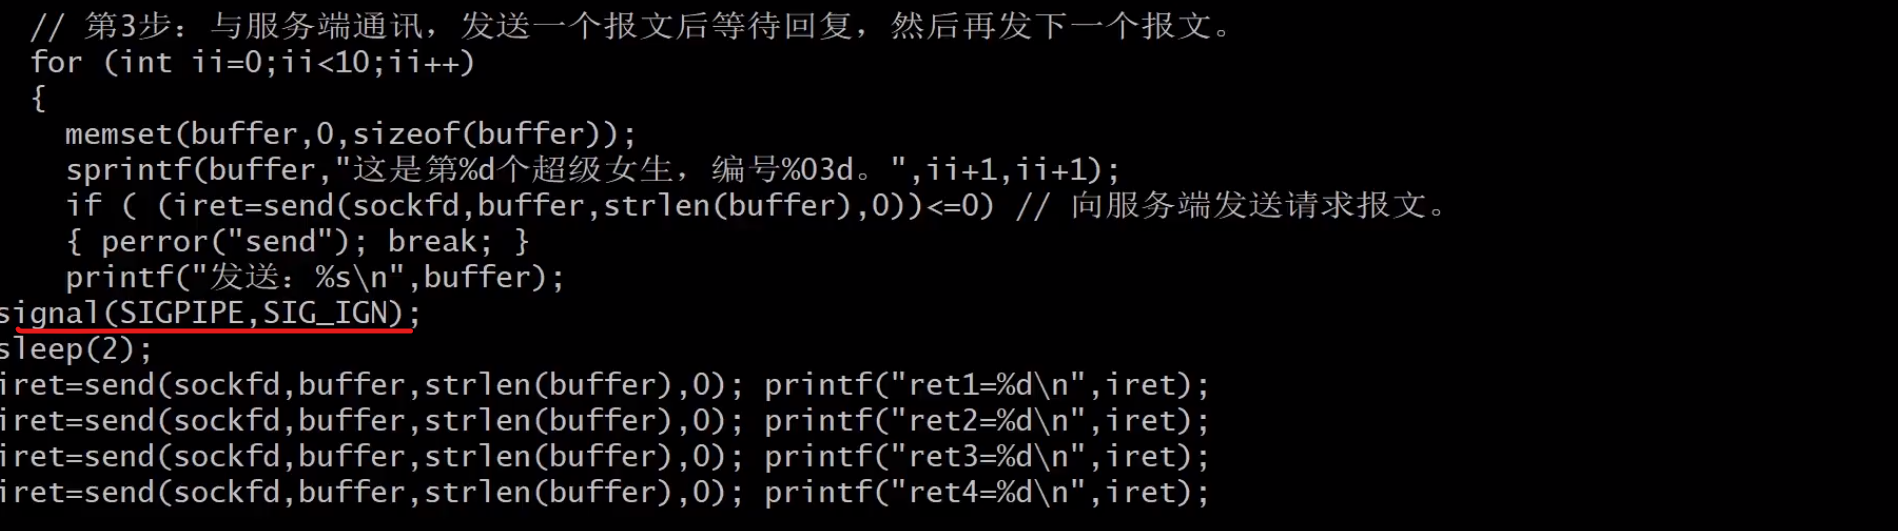 // 第3步：与服务端通讯，发送一个报文后等待回复，然后再发下一个报文。
for (int ii=0;ii<10;ii++)
{
memset(buffer,0,sizeof(buffer));
sprintf(buffer,"这是第%d个超级女生，编号%03d。",ii+1,ii+1);
if ( (iret=send(sockfd,buffer,strlen(buffer),0))<=0) // 向服务端发送请求报文。
{ perror("send"); break; }
printf("发送：%s\n",buffer);
signal(SIGPIPE,SIG_IGN);
sleep(2);
iret=send(sockfd,buffer,strlen(buffer),0); printf("ret1=%d\n",iret);
iret=send(sockfd,buffer,strlen(buffer),0); printf("ret2=%d\n",iret);
iret=send(sockfd,buffer,strlen(buffer),0); printf("ret3=%d\n",iret);
iret=send(sockfd,buffer,strlen(buffer),0); printf("ret4=%d\n",iret);